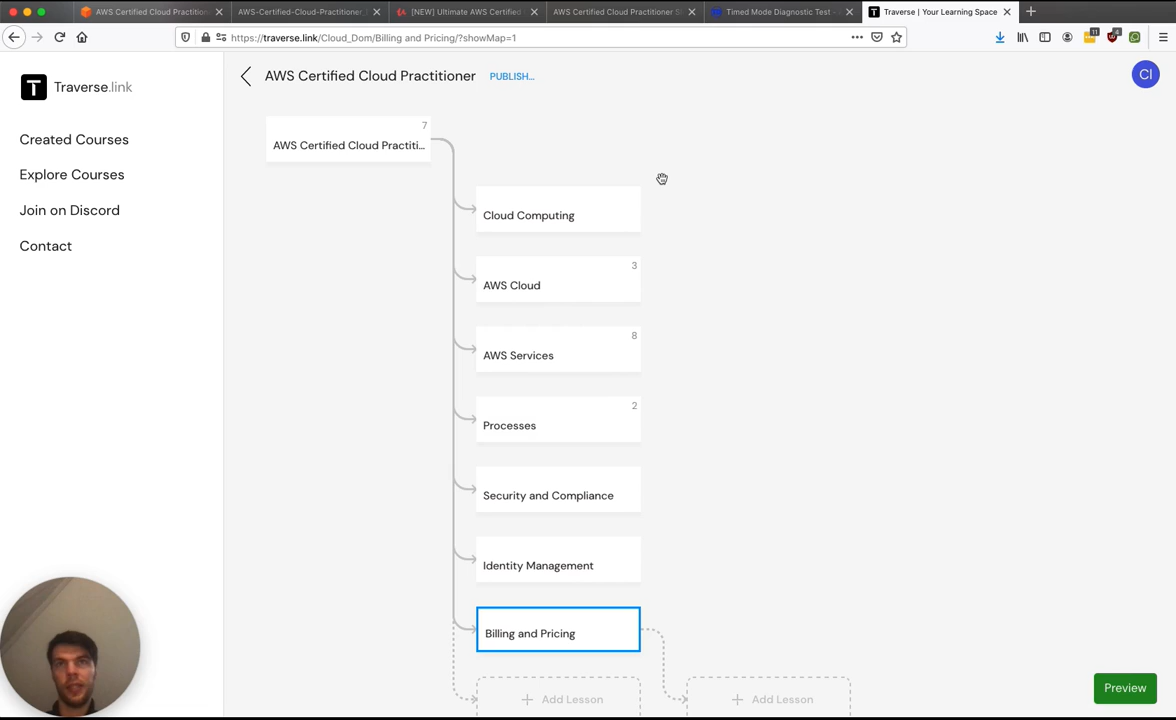 AWS Certified Cloud Practition
AWS-Certified-Cloud-Practitioner_
[NEW] Ultimate AWS Certified
AWS Certified Cloud Practitioner S
Timed Mode Diagnostic Test -
Traverse | Your Learning Space
https://traverse.link/Cloud_Dom/Billing and Pricing/?showMap=1
11
4
T Traverse.link
Created Courses
Explore Courses
Join on Discord
Contact
AWS Certified Cloud Practitioner PUBLISH...
CI
7
AWS Certified Cloud Practiti...
Cloud Computing
3
AWS Cloud
8
AWS Services
2
Processes
Security and Compliance
Identity Management
Billing and Pricing
Add Lesson
Add Lesson
Preview